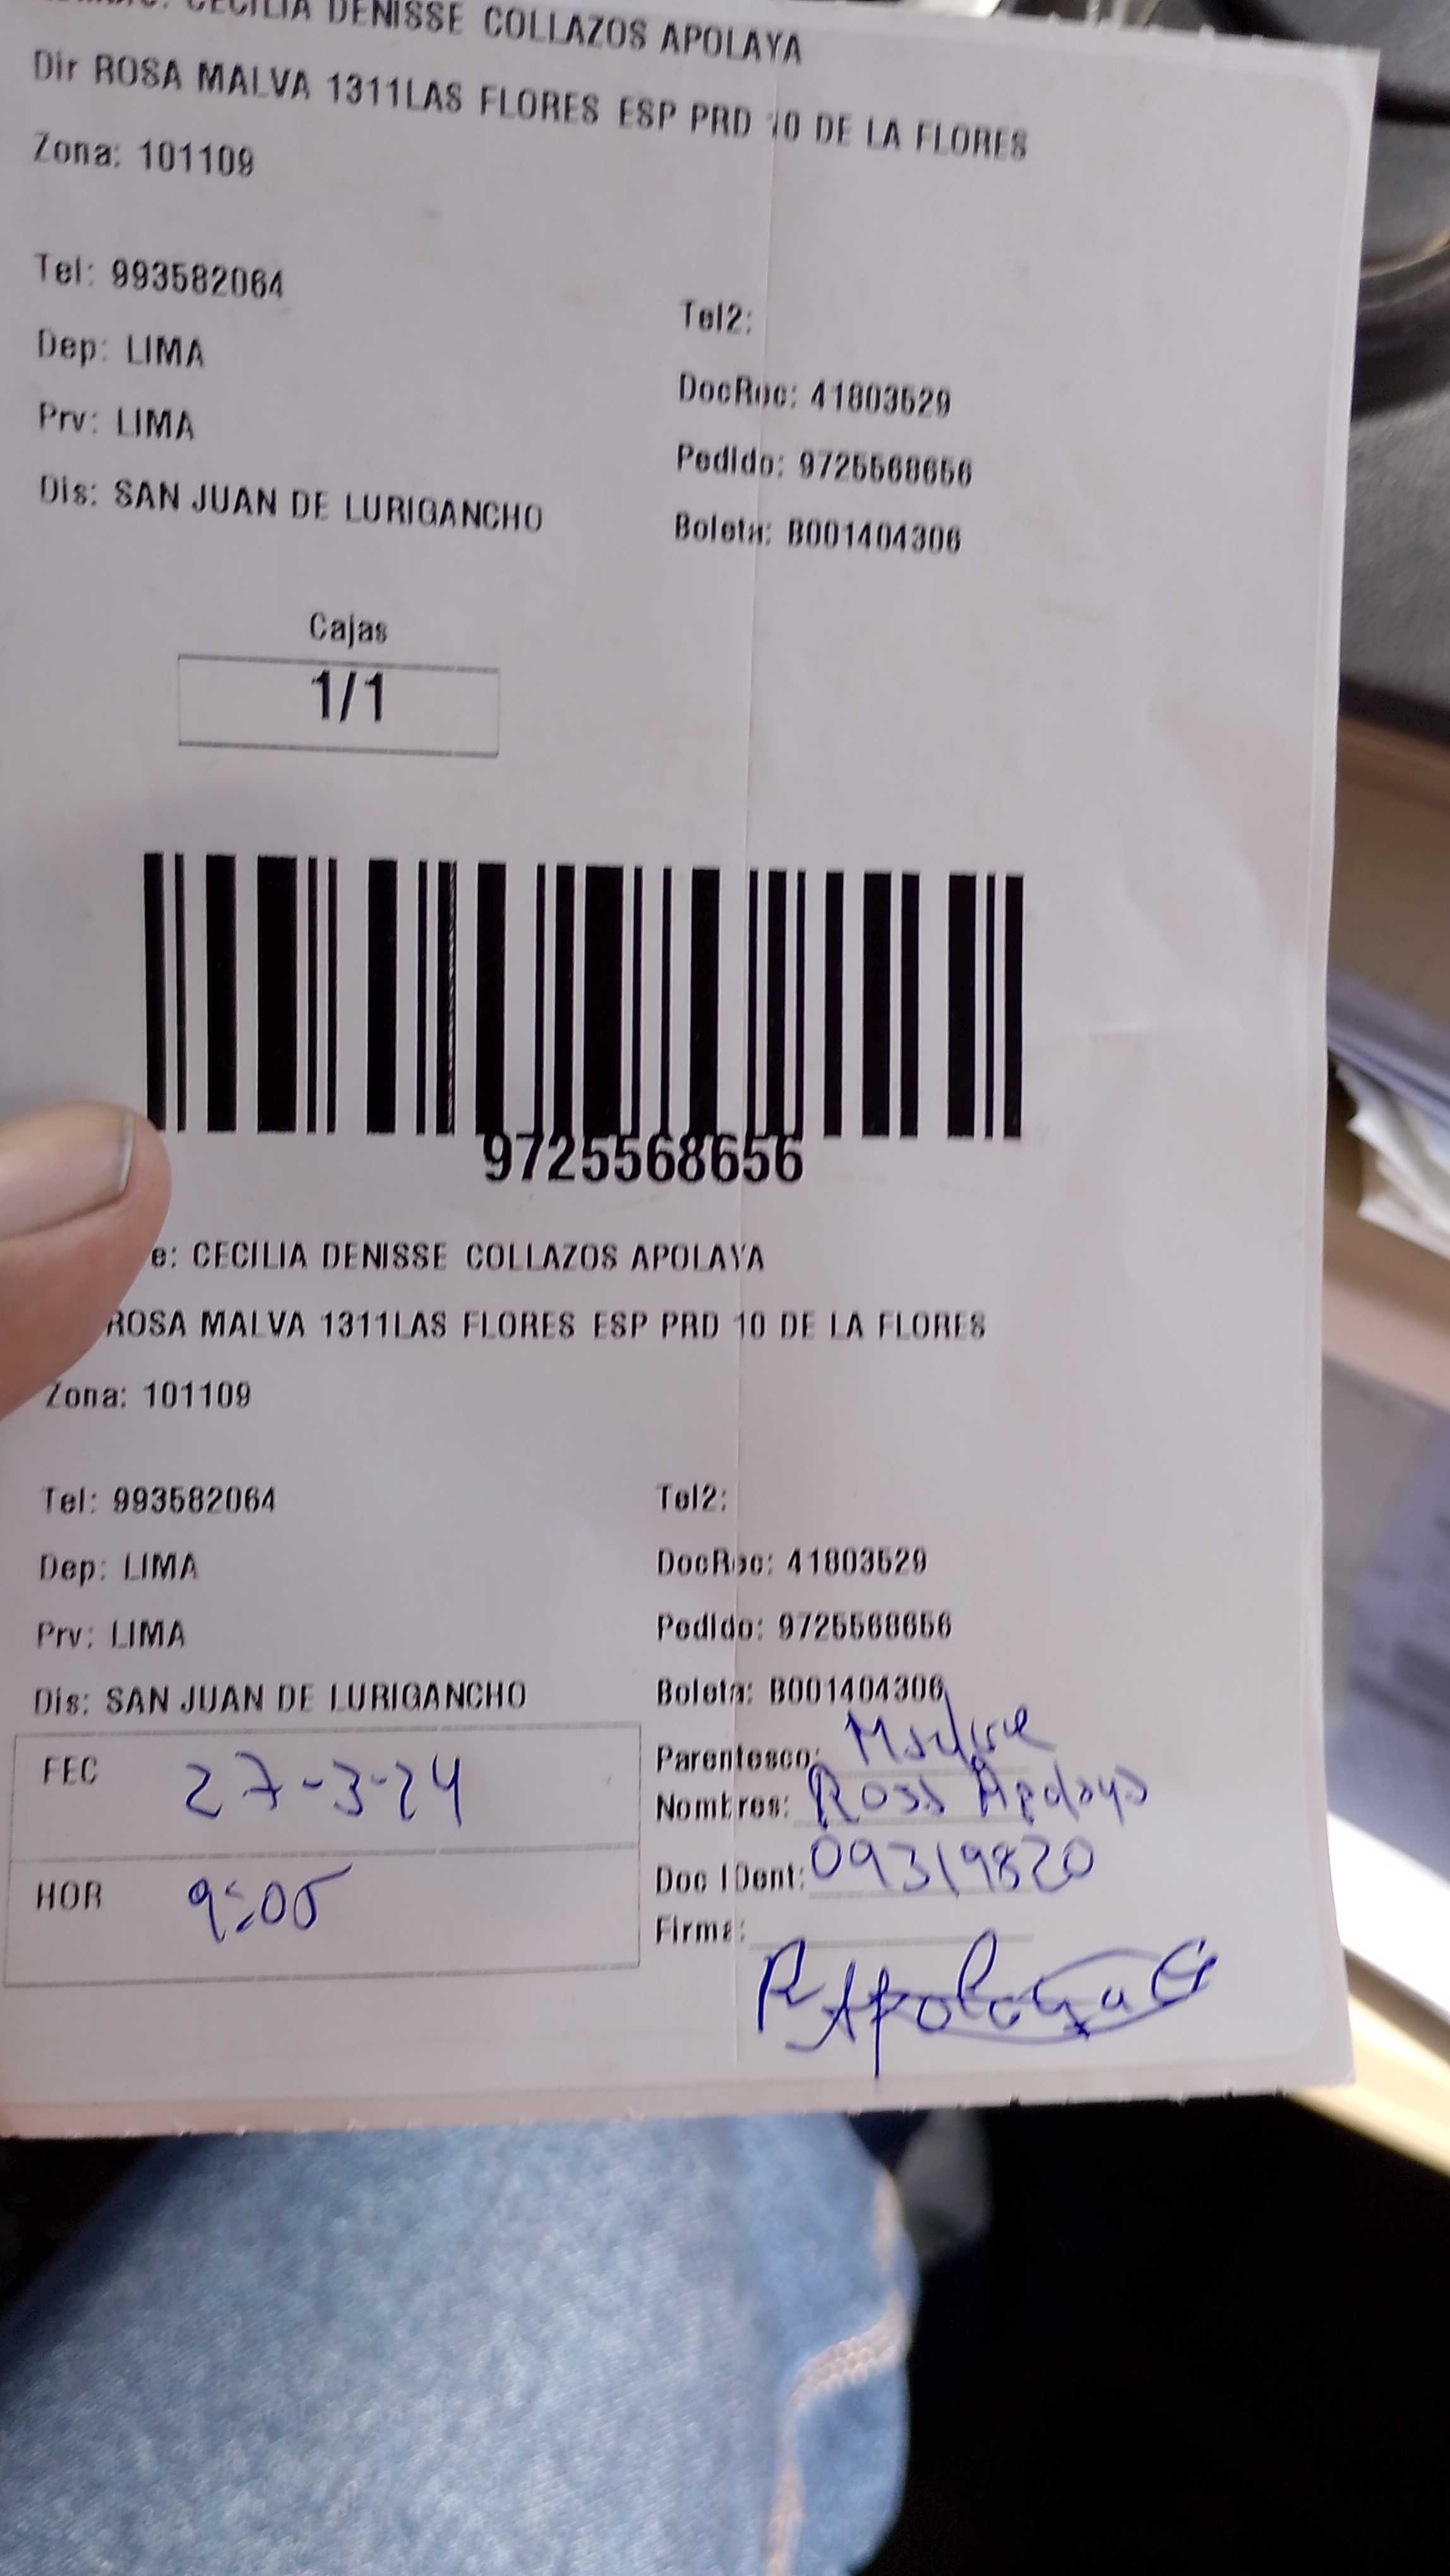 CECILIA DENISSE COLLAZOS APOLAYA
Dir ROSA MALVA 1311LAS FLORES ESP PRD 10 DE LA FLORES
Zona: 101109
Tel: 993582064
Tel2:
Dep: LIMA
DocRec: 41803529
Prv: LIMA
Pedido: 9725568656
Dis: SAN JUAN DE LURIGANCHO
Boleta: B001404306
Cajas
1/1
9725568656
e: CECILIA DENISSE COLLAZOS APOLAYA
ROSA MALVA 1311LAS FLORES ESP PRD 10 DE LA FLORES
Zona: 101109
Tel: 993582064
Tel2:
Dep: LIMA
DocRec: 41803529
Prv: LIMA
Pedido: 9725568656
Dis: SAN JUAN DE LURIGANCHO
Boleta: B001404306
FEC 27-3-24
Parentesco: Madre
Nombres: Rosa Apolaya
HOR 9:05
Doc IDent: 09319820
Firma:
R Apolaya G